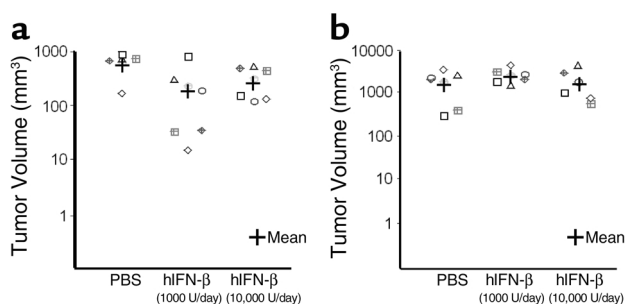 a
Tumor Volume (mm³)
1000
100
10
1
Mean
PBS
hIFN-β
(1000 U/day)
hIFN-β
(10,000 U/day)
b
Tumor Volume (mm³)
10000
1000
100
10
1
Mean
PBS
hIFN-β
(1000 U/day)
hIFN-β
(10,000 U/day)